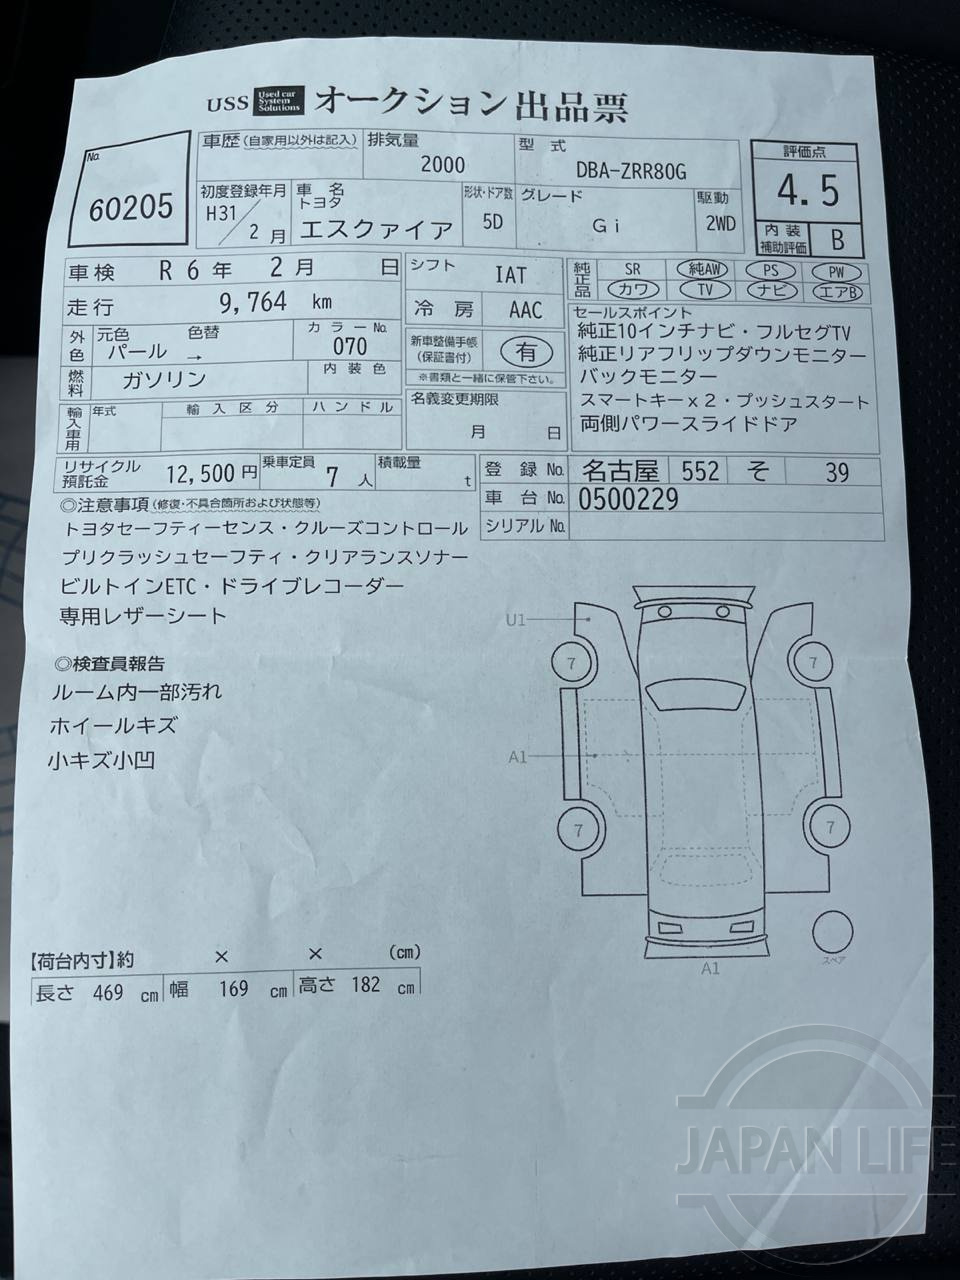 USS Used car System Solutions オークション出品票
No. 60205
車歴(自家用以外は記入)
排気量 2000
型式 DBA-ZRR80G
評価点 4.5
初度登録年月 H31/2月
車名 トヨタ エスクァイア
形状・ドア数 5D
グレード Gi
駆動 2WD
内装補助評価 B
車検 R 6年 2月 日
シフト IAT
純正品 SR 純AW PS PW
カワ TV ナビ エアB
走行 9,764 km
冷房 AAC
外色 元色 パール → 色替
カラーNo. 070
内装色
新車整備手帳(保証書付) 有
※書類と一緒に保管下さい。
セールスポイント
純正10インチナビ・フルセグTV
純正リアフリップダウンモニター
バックモニター
スマートキーx2・プッシュスタート
両側パワースライドドア
燃料 ガソリン
名義変更期限 月 日
輸入車用 年式 輸入区分 ハンドル
リサイクル預託金 12,500円
乗車定員 7人
積載量 t
登録No. 名古屋 552 そ 39
車台No. 0500229
シリアルNo.
◎注意事項(修復・不具合箇所および状態等)
トヨタセーフティーセンス・クルーズコントロール
プリクラッシュセーフティ・クリアランスソナー
ビルトインETC・ドライブレコーダー
専用レザーシート
◎検査員報告
ルーム内一部汚れ
ホイールキズ
小キズ小凹
U1
7 7
A1
7 7
A1
スペア
【荷台内寸】約 × × (cm)
長さ 469 cm 幅 169 cm 高さ 182 cm
JAPAN LIFE